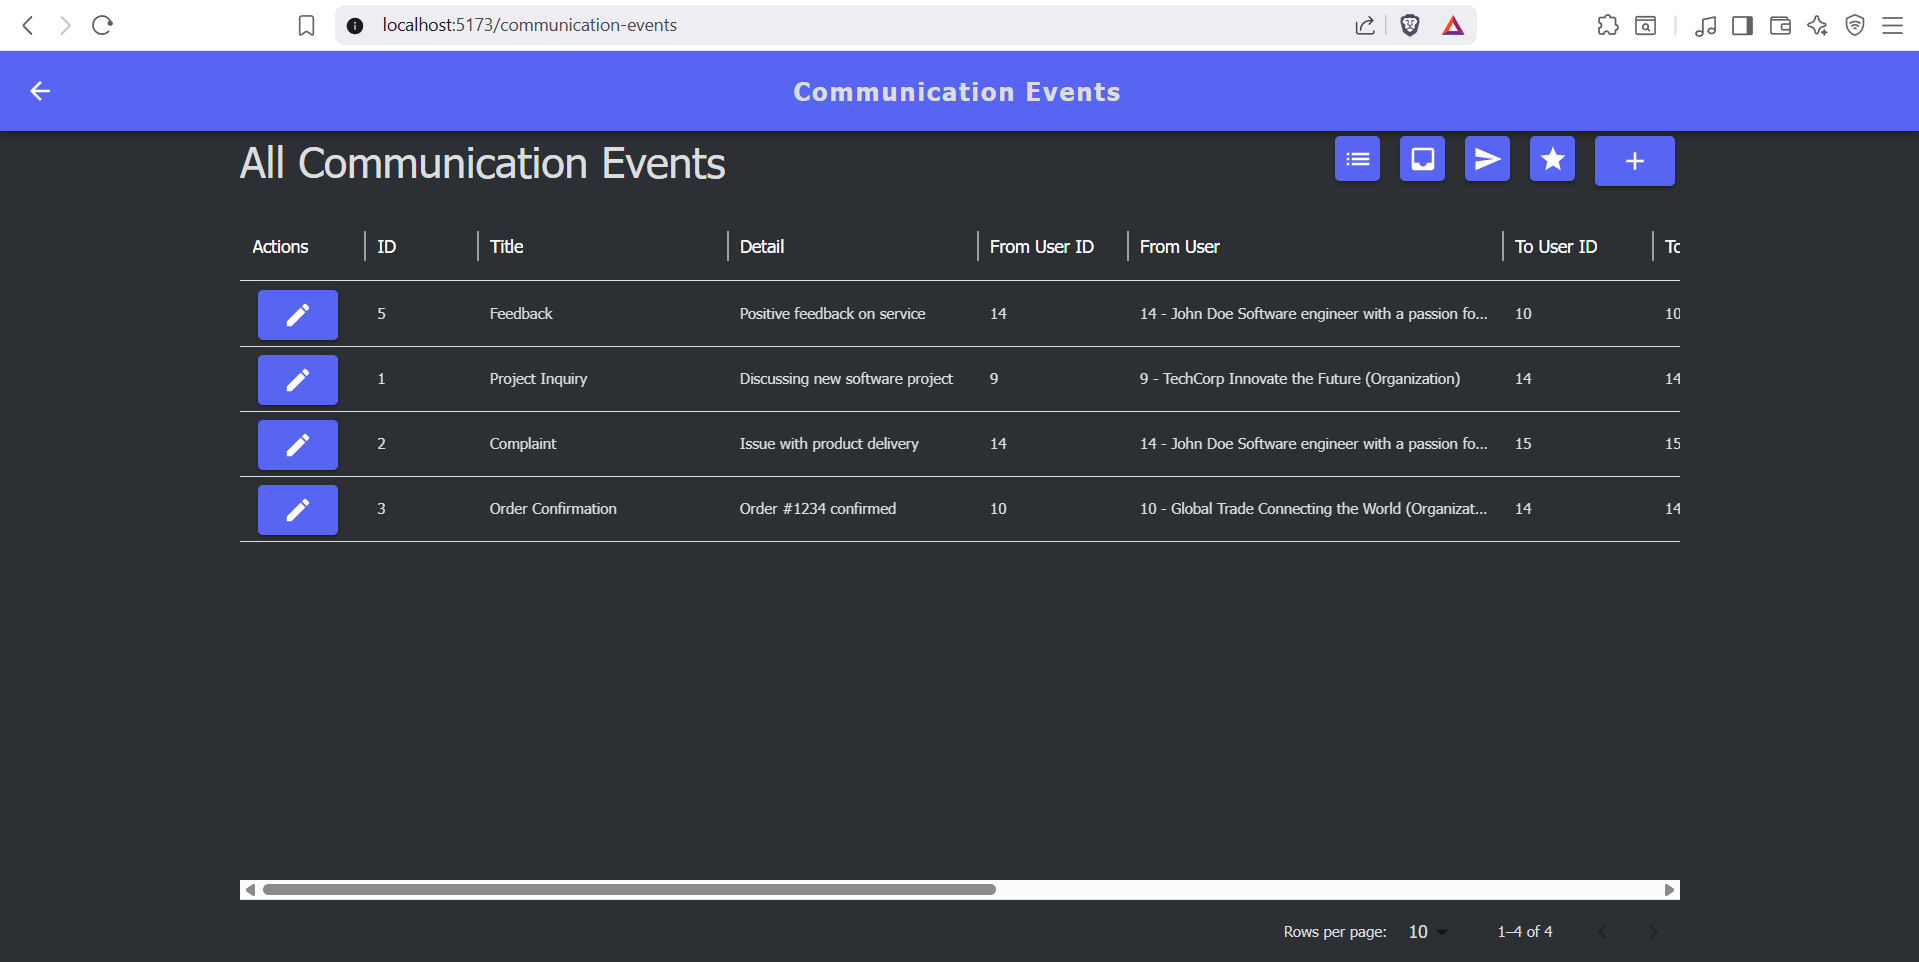 localhost:5173/communication-events
Communication Events
All Communication Events
Actions ID Title Detail From User ID From User To User ID To
5 Feedback Positive feedback on service 14 14 - John Doe Software engineer with a passion fo... 10 10
1 Project Inquiry Discussing new software project 9 9 - TechCorp Innovate the Future (Organization) 14 14
2 Complaint Issue with product delivery 14 14 - John Doe Software engineer with a passion fo... 15 15
3 Order Confirmation Order #1234 confirmed 10 10 - Global Trade Connecting the World (Organizat... 14 14
Rows per page: 10 1–4 of 4